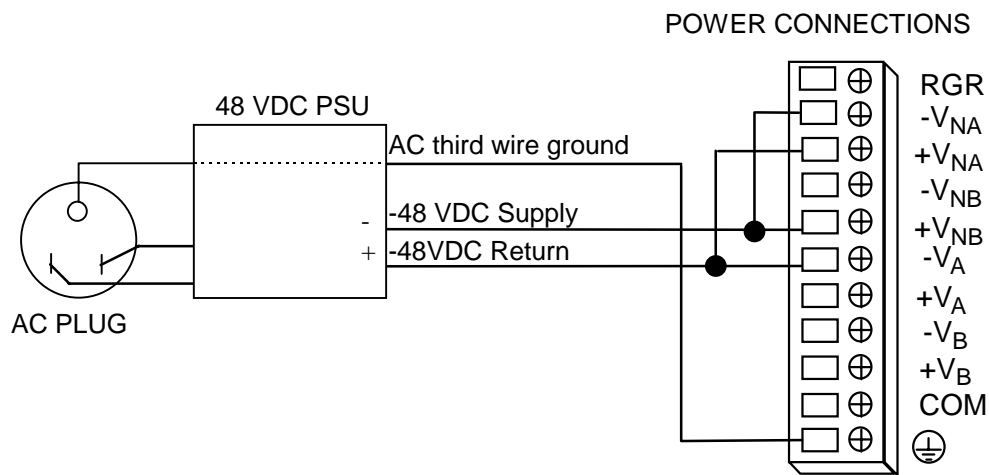 POWER CONNECTIONS
48 VDC PSU
AC third wire ground
-
-48 VDC Supply
+
-48VDC Return
AC PLUG
RGR
-VNA
+VNA
-VNB
+VNB
-VA
+VA
-VB
+VB
COM